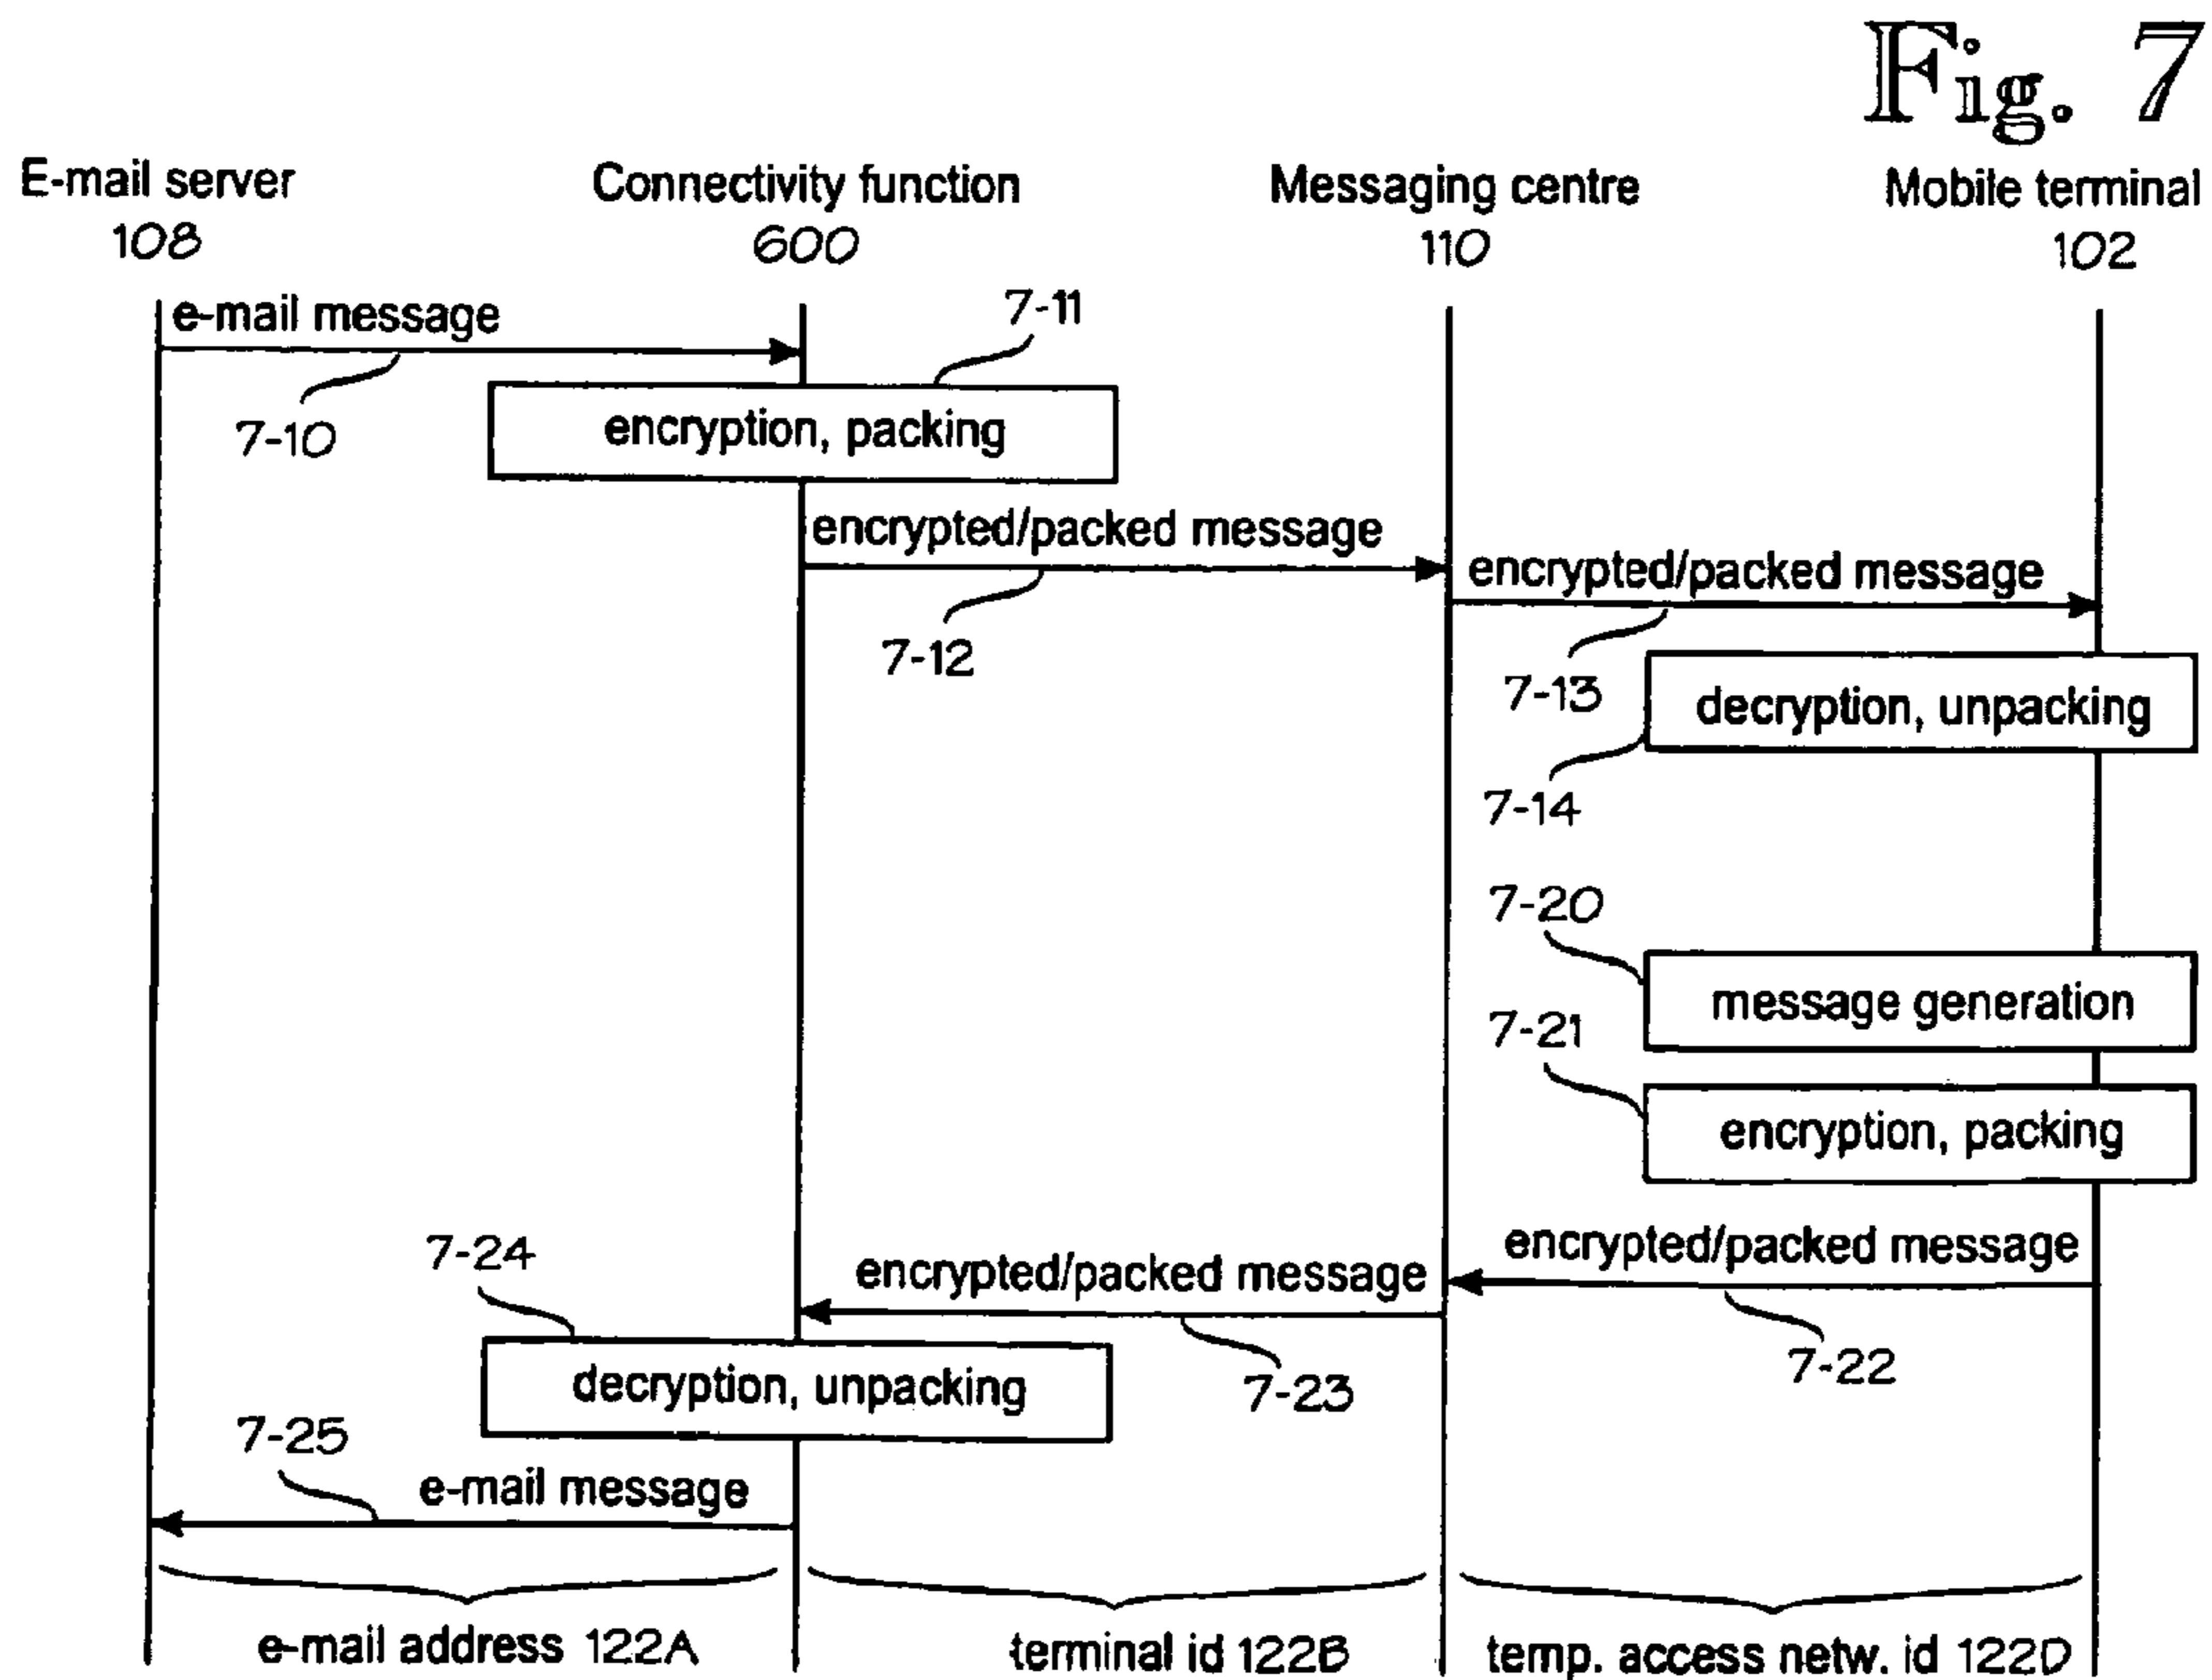 Fig. 7
E-mail server
108
Connectivity function
600
Messaging centre
110
Mobile terminal
102
e-mail message
7-10
7-11
encryption, packing
encrypted/packed message
7-12
encrypted/packed message
7-13
decryption, unpacking
7-14
7-20
message generation
7-21
encryption, packing
encrypted/packed message
7-22
encrypted/packed message
7-23
7-24
decryption, unpacking
7-25
e-mail message
e-mail address 122A
terminal id 122B
temp. access netw. id 122D